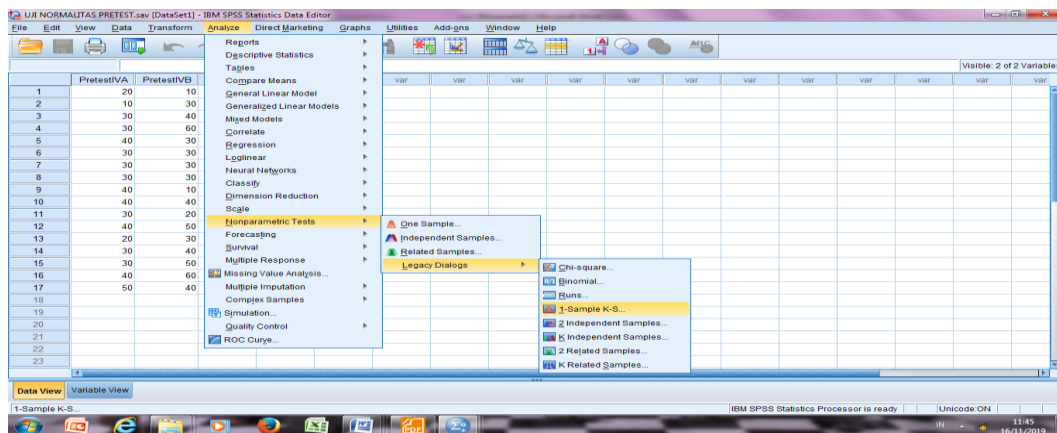 UJI NORMALITAS PRETEST.sav [DataSet1] - IBM SPSS Statistics Data Editor
File Edit View Data Transform Analyze Direct Marketing Graphs Utilities Add-ons Window Help
Visible: 2 of 2 Variable
PretestIVA PretestIVB var var var var var var var var var var
1 20 10
2 10 30
3 30 40
4 30 60
5 40 30
6 30 30
7 30 30
8 30 30
9 40 10
10 40 40
11 30 20
12 40 50
13 20 30
14 30 40
15 30 50
16 40 60
17 50 40
18
19
20
21
22
23
Reports
Descriptive Statistics
Tables
Compare Means
General Linear Model
Generalized Linear Models
Mixed Models
Correlate
Regression
Loglinear
Neural Networks
Classify
Dimension Reduction
Scale
Nonparametric Tests
Forecasting
Survival
Multiple Response
Missing Value Analysis...
Multiple Imputation
Complex Samples
Simulation...
Quality Control
ROC Curve...
One Sample...
Independent Samples...
Related Samples...
Legacy Dialogs
Chi-square...
Binomial...
Runs...
1-Sample K-S...
2 Independent Samples...
K Independent Samples...
2 Related Samples...
K Related Samples...
Data View Variable View
1-Sample K-S...
IBM SPSS Statistics Processor is ready
Unicode:ON
IN
11:45
16/11/2019